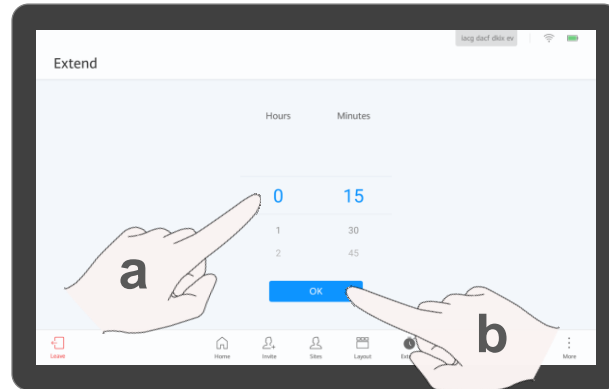 iacg dacf dkix ev
Extend
Hours Minutes
0 15
1 30
2 45
OK
a
b
Leave Home Invite Sites Layout More